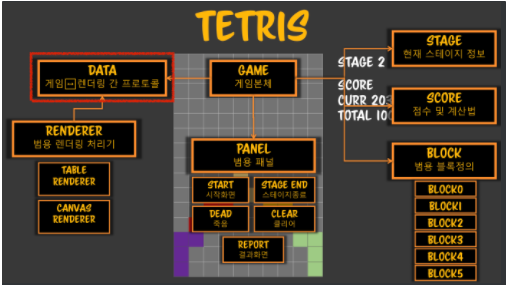 TETRIS
DATA
게임↔렌더링 간 프로토콜
GAME
게임본체
STAGE
현재 스테이지 정보
STAGE 2
SCORE
CURR 20
TOTAL 10
SCORE
점수 및 계산법
RENDERER
범용 렌더링 처리기
TABLE
RENDERER
CANVAS
RENDERER
PANEL
범용 패널
START
시작화면
STAGE END
스테이지종료
DEAD
죽음
CLEAR
클리어
REPORT
결과화면
BLOCK
범용 블록정의
BLOCK0
BLOCK1
BLOCK2
BLOCK3
BLOCK4
BLOCK5